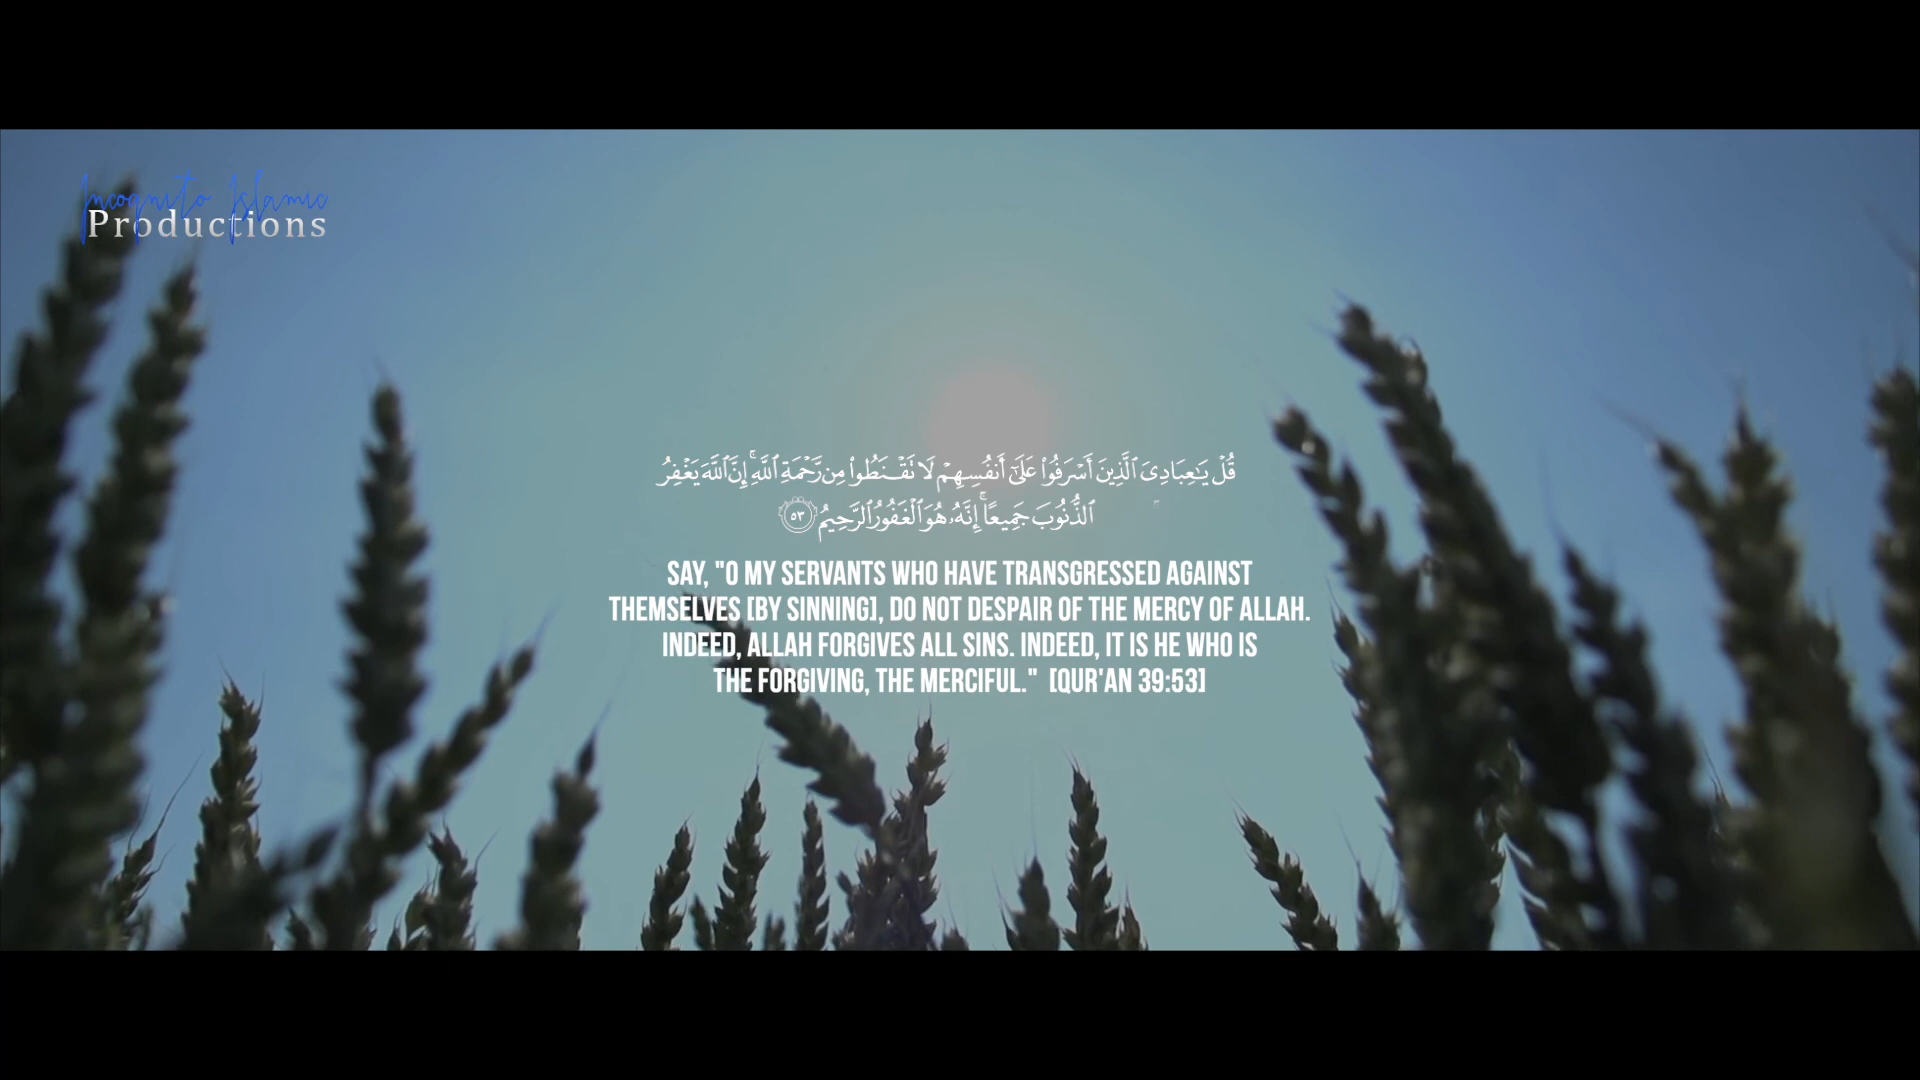 Incognito Islamic
Productions
قُلْ يَـٰعِبَادِىَ ٱلَّذِينَ أَسْرَفُوا۟ عَلَىٰٓ أَنفُسِهِمْ لَا تَقْنَطُوا۟ مِن رَّحْمَةِ ٱللَّهِ ۚ إِنَّ ٱللَّهَ يَغْفِرُ
ٱلذُّنُوبَ جَمِيعًا ۚ إِنَّهُۥ هُوَ ٱلْغَفُورُ ٱلرَّحِيمُ ٥٣
SAY, "O MY SERVANTS WHO HAVE TRANSGRESSED AGAINST
THEMSELVES [BY SINNING], DO NOT DESPAIR OF THE MERCY OF ALLAH.
INDEED, ALLAH FORGIVES ALL SINS. INDEED, IT IS HE WHO IS
THE FORGIVING, THE MERCIFUL." [QUR'AN 39:53]